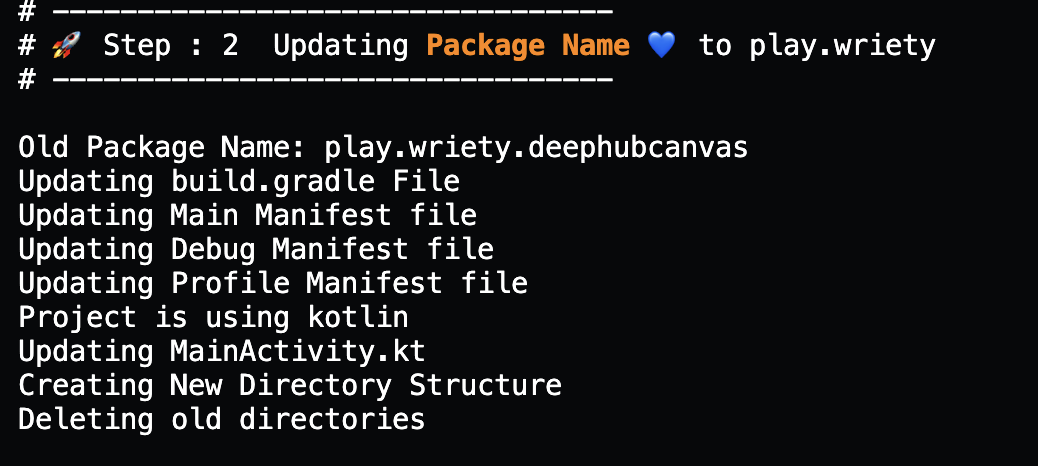 # ---------------------------------
# 🚀 Step : 2  Updating Package Name 💙 to play.wriety
# ---------------------------------

Old Package Name: play.wriety.deephubcanvas
Updating build.gradle File
Updating Main Manifest file
Updating Debug Manifest file
Updating Profile Manifest file
Project is using kotlin
Updating MainActivity.kt
Creating New Directory Structure
Deleting old directories